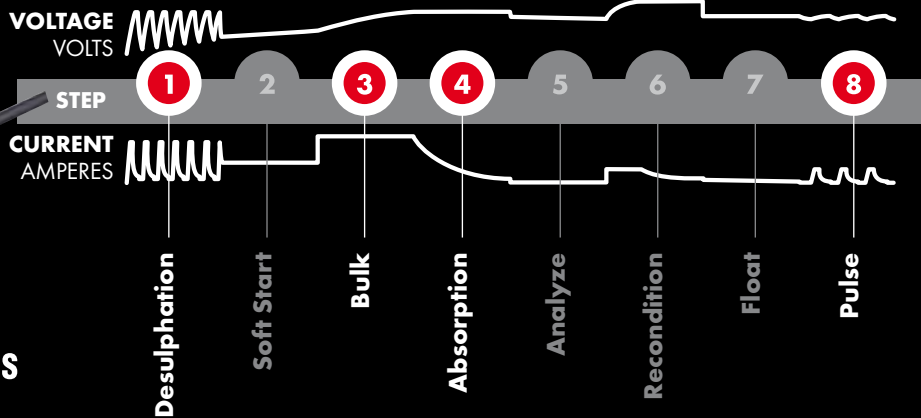 VOLTAGE
VOLTS
STEP
1 2 3 4 5 6 7 8
CURRENT
AMPERES
Desulphation
Soft Start
Bulk
Absorption
Analyze
Recondition
Float
Pulse
S